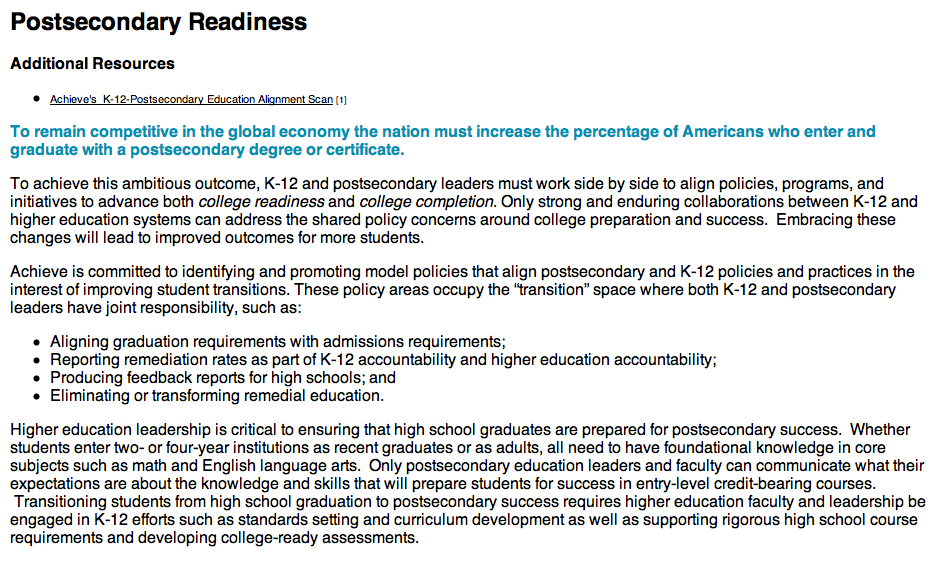 Postsecondary Readiness
Additional Resources
• Achieve's K-12-Postsecondary Education Alignment Scan [1]
To remain competitive in the global economy the nation must increase the percentage of Americans who enter and
graduate with a postsecondary degree or certificate.
To achieve this ambitious outcome, K-12 and postsecondary leaders must work side by side to align policies, programs, and
initiatives to advance both college readiness and college completion. Only strong and enduring collaborations between K-12 and
higher education systems can address the shared policy concerns around college preparation and success.  Embracing these
changes will lead to improved outcomes for more students.
Achieve is committed to identifying and promoting model policies that align postsecondary and K-12 policies and practices in the
interest of improving student transitions. These policy areas occupy the “transition” space where both K-12 and postsecondary
leaders have joint responsibility, such as:
• Aligning graduation requirements with admissions requirements;
• Reporting remediation rates as part of K-12 accountability and higher education accountability;
• Producing feedback reports for high schools; and
• Eliminating or transforming remedial education.
Higher education leadership is critical to ensuring that high school graduates are prepared for postsecondary success.  Whether
students enter two- or four-year institutions as recent graduates or as adults, all need to have foundational knowledge in core
subjects such as math and English language arts.  Only postsecondary education leaders and faculty can communicate what their
expectations are about the knowledge and skills that will prepare students for success in entry-level credit-bearing courses.
Transitioning students from high school graduation to postsecondary success requires higher education faculty and leadership be
engaged in K-12 efforts such as standards setting and curriculum development as well as supporting rigorous high school course
requirements and developing college-ready assessments.